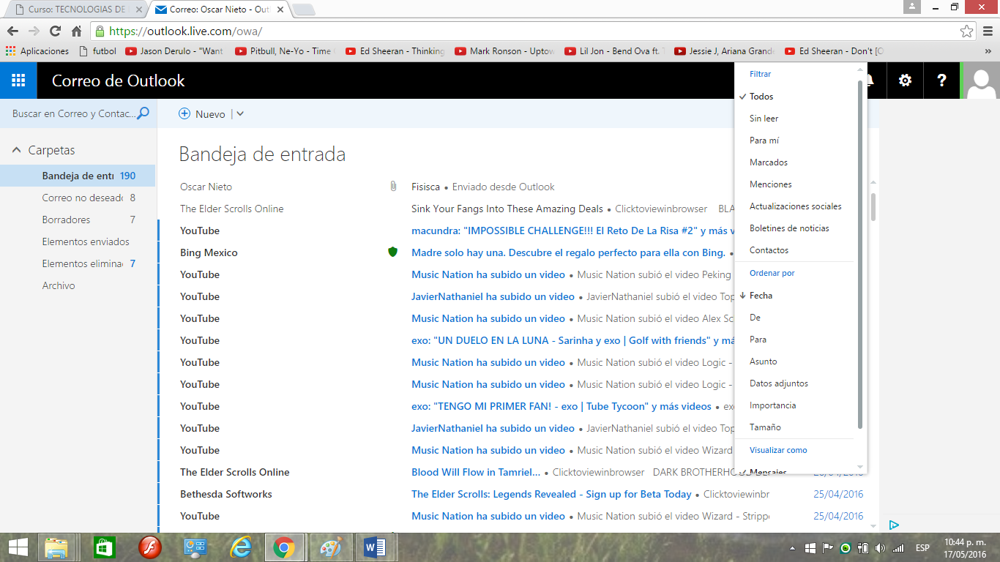 Curso: TECNOLOGIAS DE
Correo: Oscar Nieto - Out
https://outlook.live.com/owa/
Aplicaciones
futbol
Jason Derulo - "Want
Pitbull, Ne-Yo - Time
Ed Sheeran - Thinking
Mark Ronson - Uptow
Lil Jon - Bend Ova ft.
Jessie J, Ariana Grande
Ed Sheeran - Don't [O
»
Correo de Outlook
?
Buscar en Correo y Contac...
Nuevo |
Carpetas
Bandeja de entr 190
Correo no deseado 8
Borradores 7
Elementos enviados
Elementos elimina 7
Archivo
Bandeja de entrada
Oscar Nieto Fisisca • Enviado desde Outlook
The Elder Scrolls Online Sink Your Fangs Into These Amazing Deals • Clicktoviewinbrowser BLA
YouTube macundra: "IMPOSSIBLE CHALLENGE!!! El Reto De La Risa #2" y más v
Bing Mexico Madre solo hay una. Descubre el regalo perfecto para ella con Bing. •
YouTube Music Nation ha subido un video • Music Nation subió el video Peking
YouTube JavierNathaniel ha subido un video • JavierNathaniel subió el video Top
YouTube Music Nation ha subido un video • Music Nation subió el video Alex Sc
YouTube exo: "UN DUELO EN LA LUNA - Sarinha y exo | Golf with friends" y má
YouTube Music Nation ha subido un video • Music Nation subió el video Logic -
YouTube Music Nation ha subido un video • Music Nation subió el video Logic -
YouTube exo: "TENGO MI PRIMER FAN! - exo | Tube Tycoon" y más videos • exo
YouTube JavierNathaniel ha subido un video • JavierNathaniel subió el video Top
YouTube Music Nation ha subido un video • Music Nation subió el video Wizard
The Elder Scrolls Online Blood Will Flow in Tamriel... • Clicktoviewinbrowser DARK BROTHERHOOD
Bethesda Softworks The Elder Scrolls: Legends Revealed - Sign up for Beta Today • Clicktoviewinbr 25/04/2016
YouTube Music Nation ha subido un video • Music Nation subió el video Wizard - Strippe 25/04/2016
Filtrar
Todos
Sin leer
Para mí
Marcados
Menciones
Actualizaciones sociales
Boletines de noticias
Contactos
Ordenar por
Fecha
De
Para
Asunto
Datos adjuntos
Importancia
Tamaño
Visualizar como
Mensajes
ESP
10:44 p. m.
17/05/2016